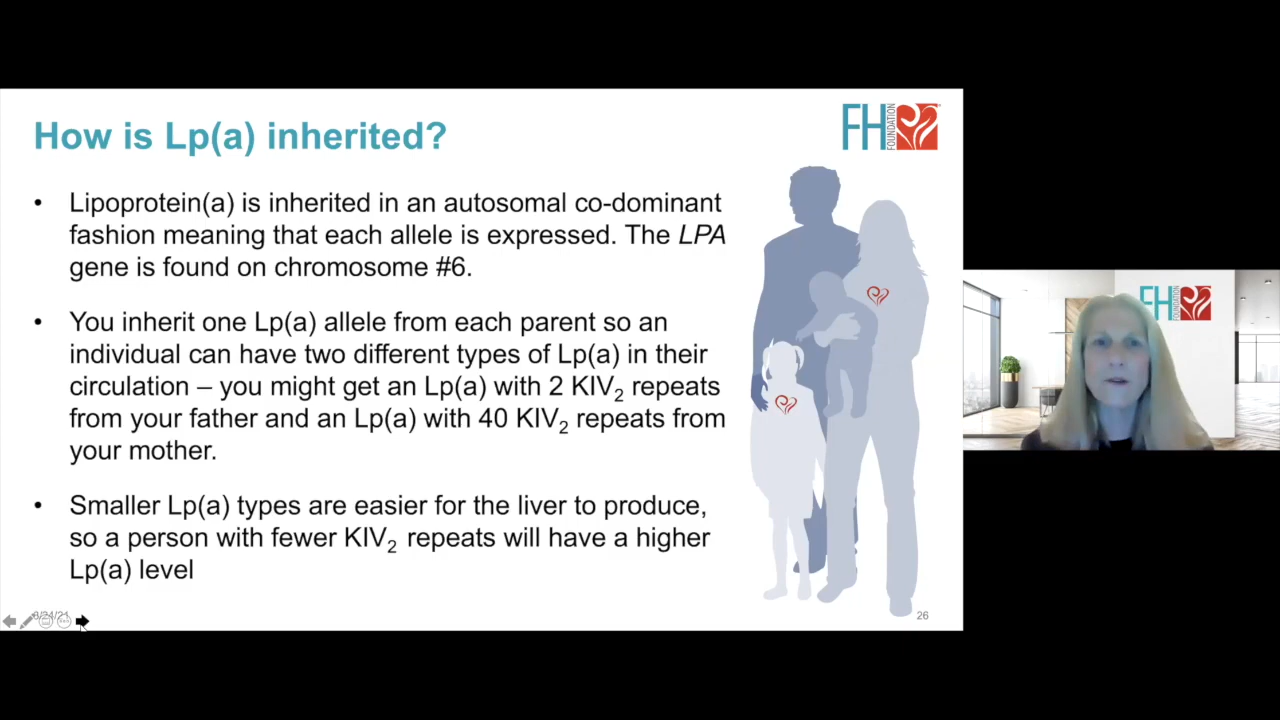 How is Lp(a) inherited?
FH
FOUNDATION
• Lipoprotein(a) is inherited in an autosomal co-dominant
fashion meaning that each allele is expressed. The LPA
gene is found on chromosome #6.
• You inherit one Lp(a) allele from each parent so an
individual can have two different types of Lp(a) in their
circulation – you might get an Lp(a) with 2 KIV₂ repeats
from your father and an Lp(a) with 40 KIV₂ repeats from
your mother.
• Smaller Lp(a) types are easier for the liver to produce,
so a person with fewer KIV₂ repeats will have a higher
Lp(a) level
26
FH
FOUNDATION